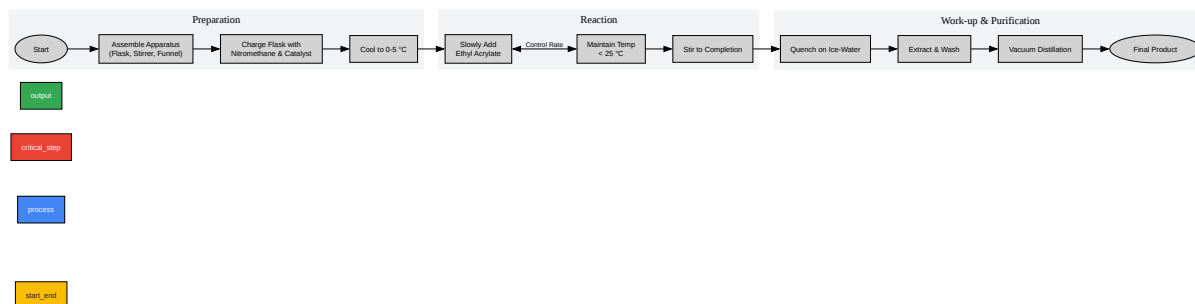 Preparation
Reaction
Work-up & Purification
Start
Assemble Apparatus
(Flask, Stirrer, Funnel)
Charge Flask with
Nitromethane & Catalyst
Cool to 0-5 °C
Slowly Add
Ethyl Acrylate
Control Rate
Maintain Temp
< 25 °C
Stir to Completion
Quench on Ice-Water
Extract & Wash
Vacuum Distillation
Final Product
output
critical_step
process
start_end